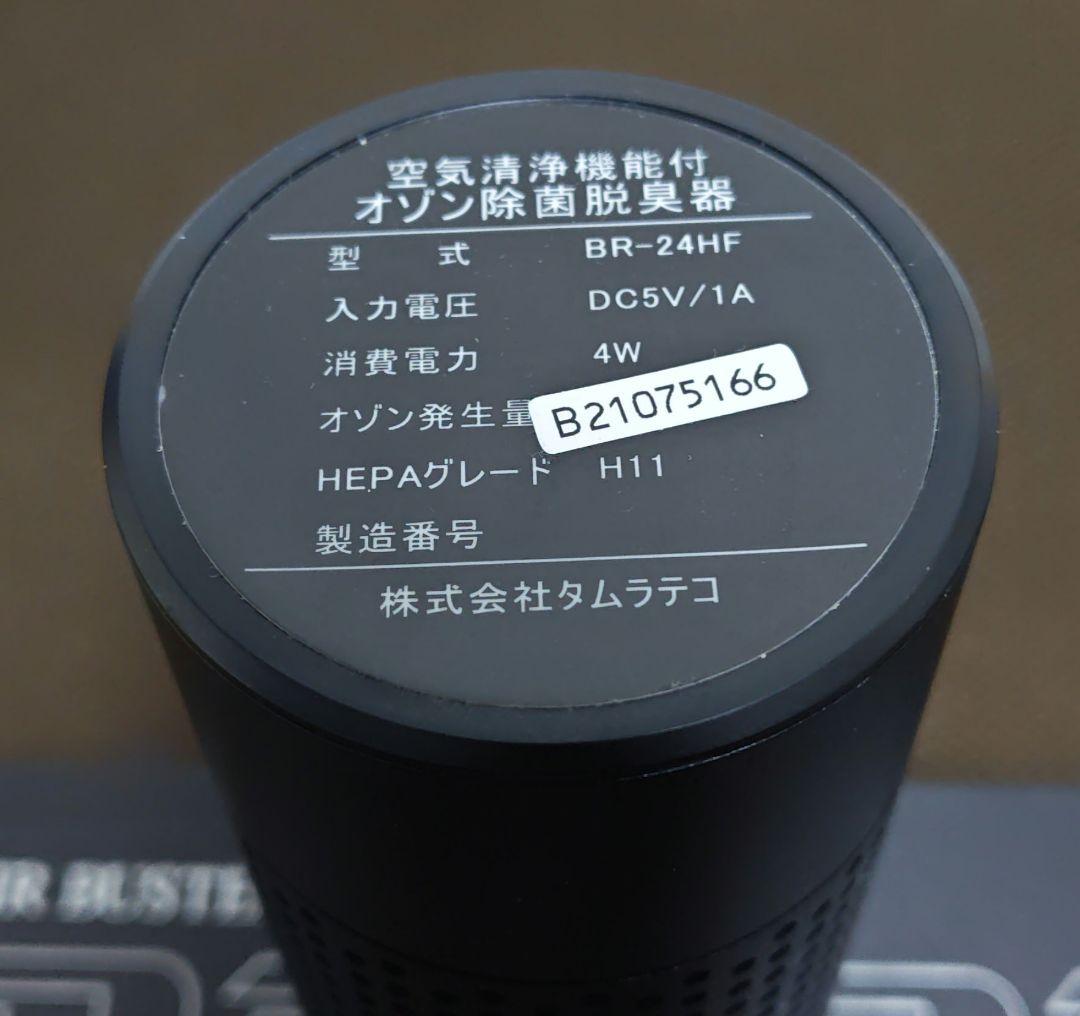 空気清浄機能付
オゾン除菌脱臭器
型 式 BR-24HF
入力電圧 DC5V/1A
消費電力 4W
オゾン発生量
B21075166
HEPAグレード H11
製造番号
株式会社タムラテコ
BUSTE